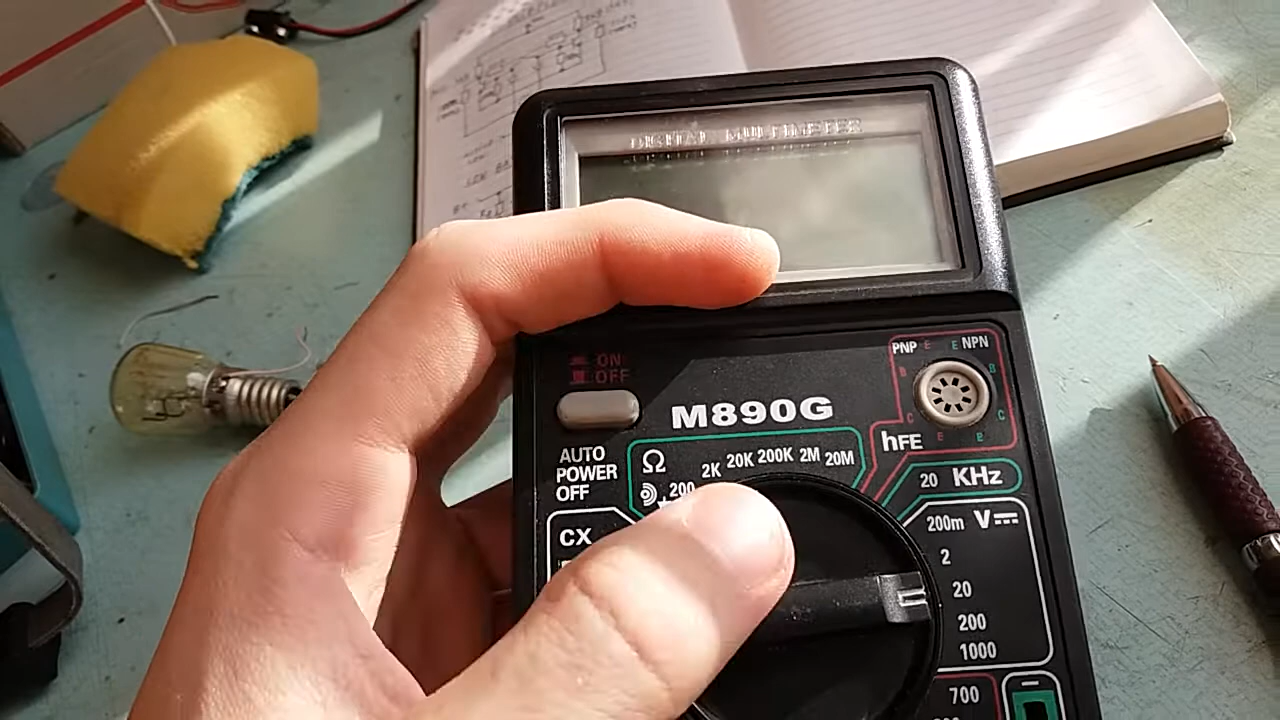 DIGITAL MULTIMETER
ON
OFF
M890G
PNP E E NPN
B B
C C
E E
hFE
AUTO
POWER
OFF
Ω
200 2K 20K 200K 2M 20M
20 KHz
CX
200m V
2
20
200
1000
700